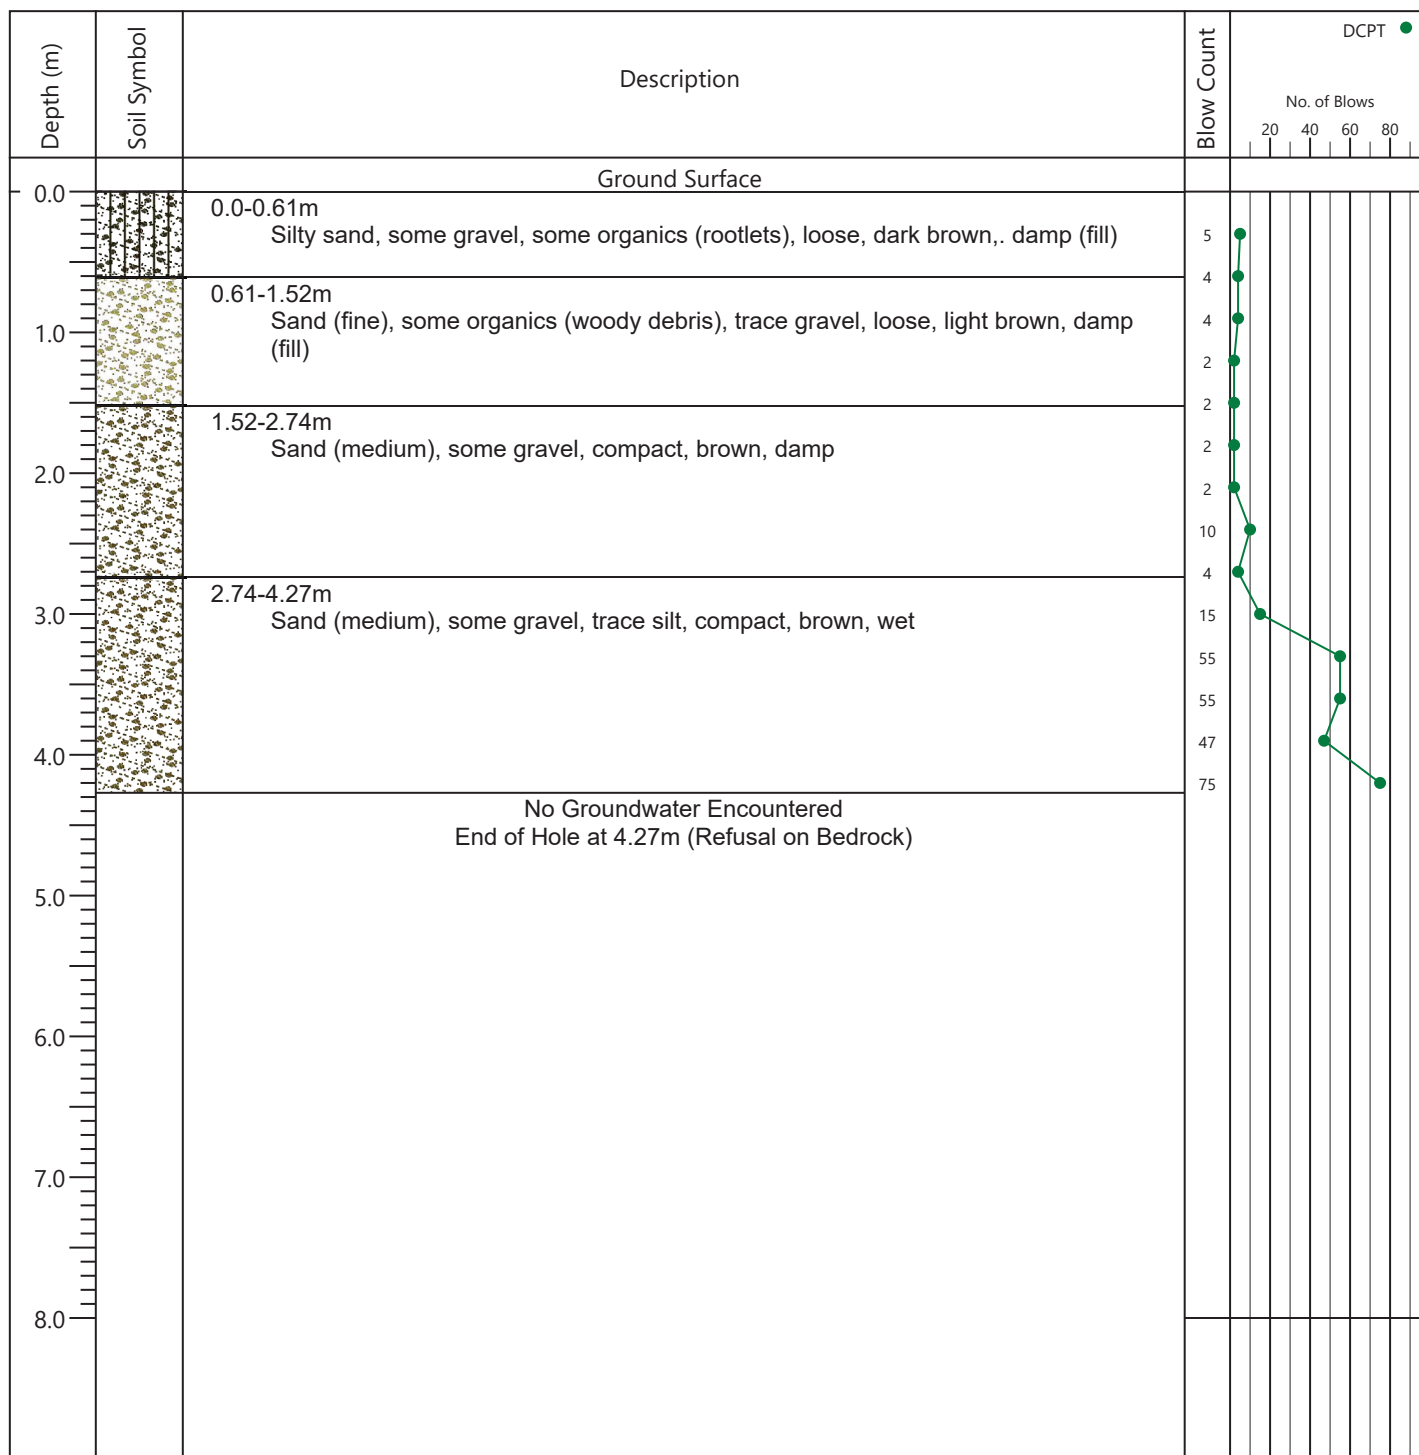 Depth (m)
Soil Symbol
Description
Blow Count
DCPT
No. of Blows
20 40 60 80
Ground Surface
0.0
0.0-0.61m
Silty sand, some gravel, some organics (rootlets), loose, dark brown,. damp (fill)
5
4
0.61-1.52m
Sand (fine), some organics (woody debris), trace gravel, loose, light brown, damp
(fill)
4
1.0
2
2
1.52-2.74m
Sand (medium), some gravel, compact, brown, damp
2
2.0
2
10
4
2.74-4.27m
Sand (medium), some gravel, trace silt, compact, brown, wet
3.0
15
55
55
47
4.0
75
No Groundwater Encountered
End of Hole at 4.27m (Refusal on Bedrock)
5.0
6.0
7.0
8.0